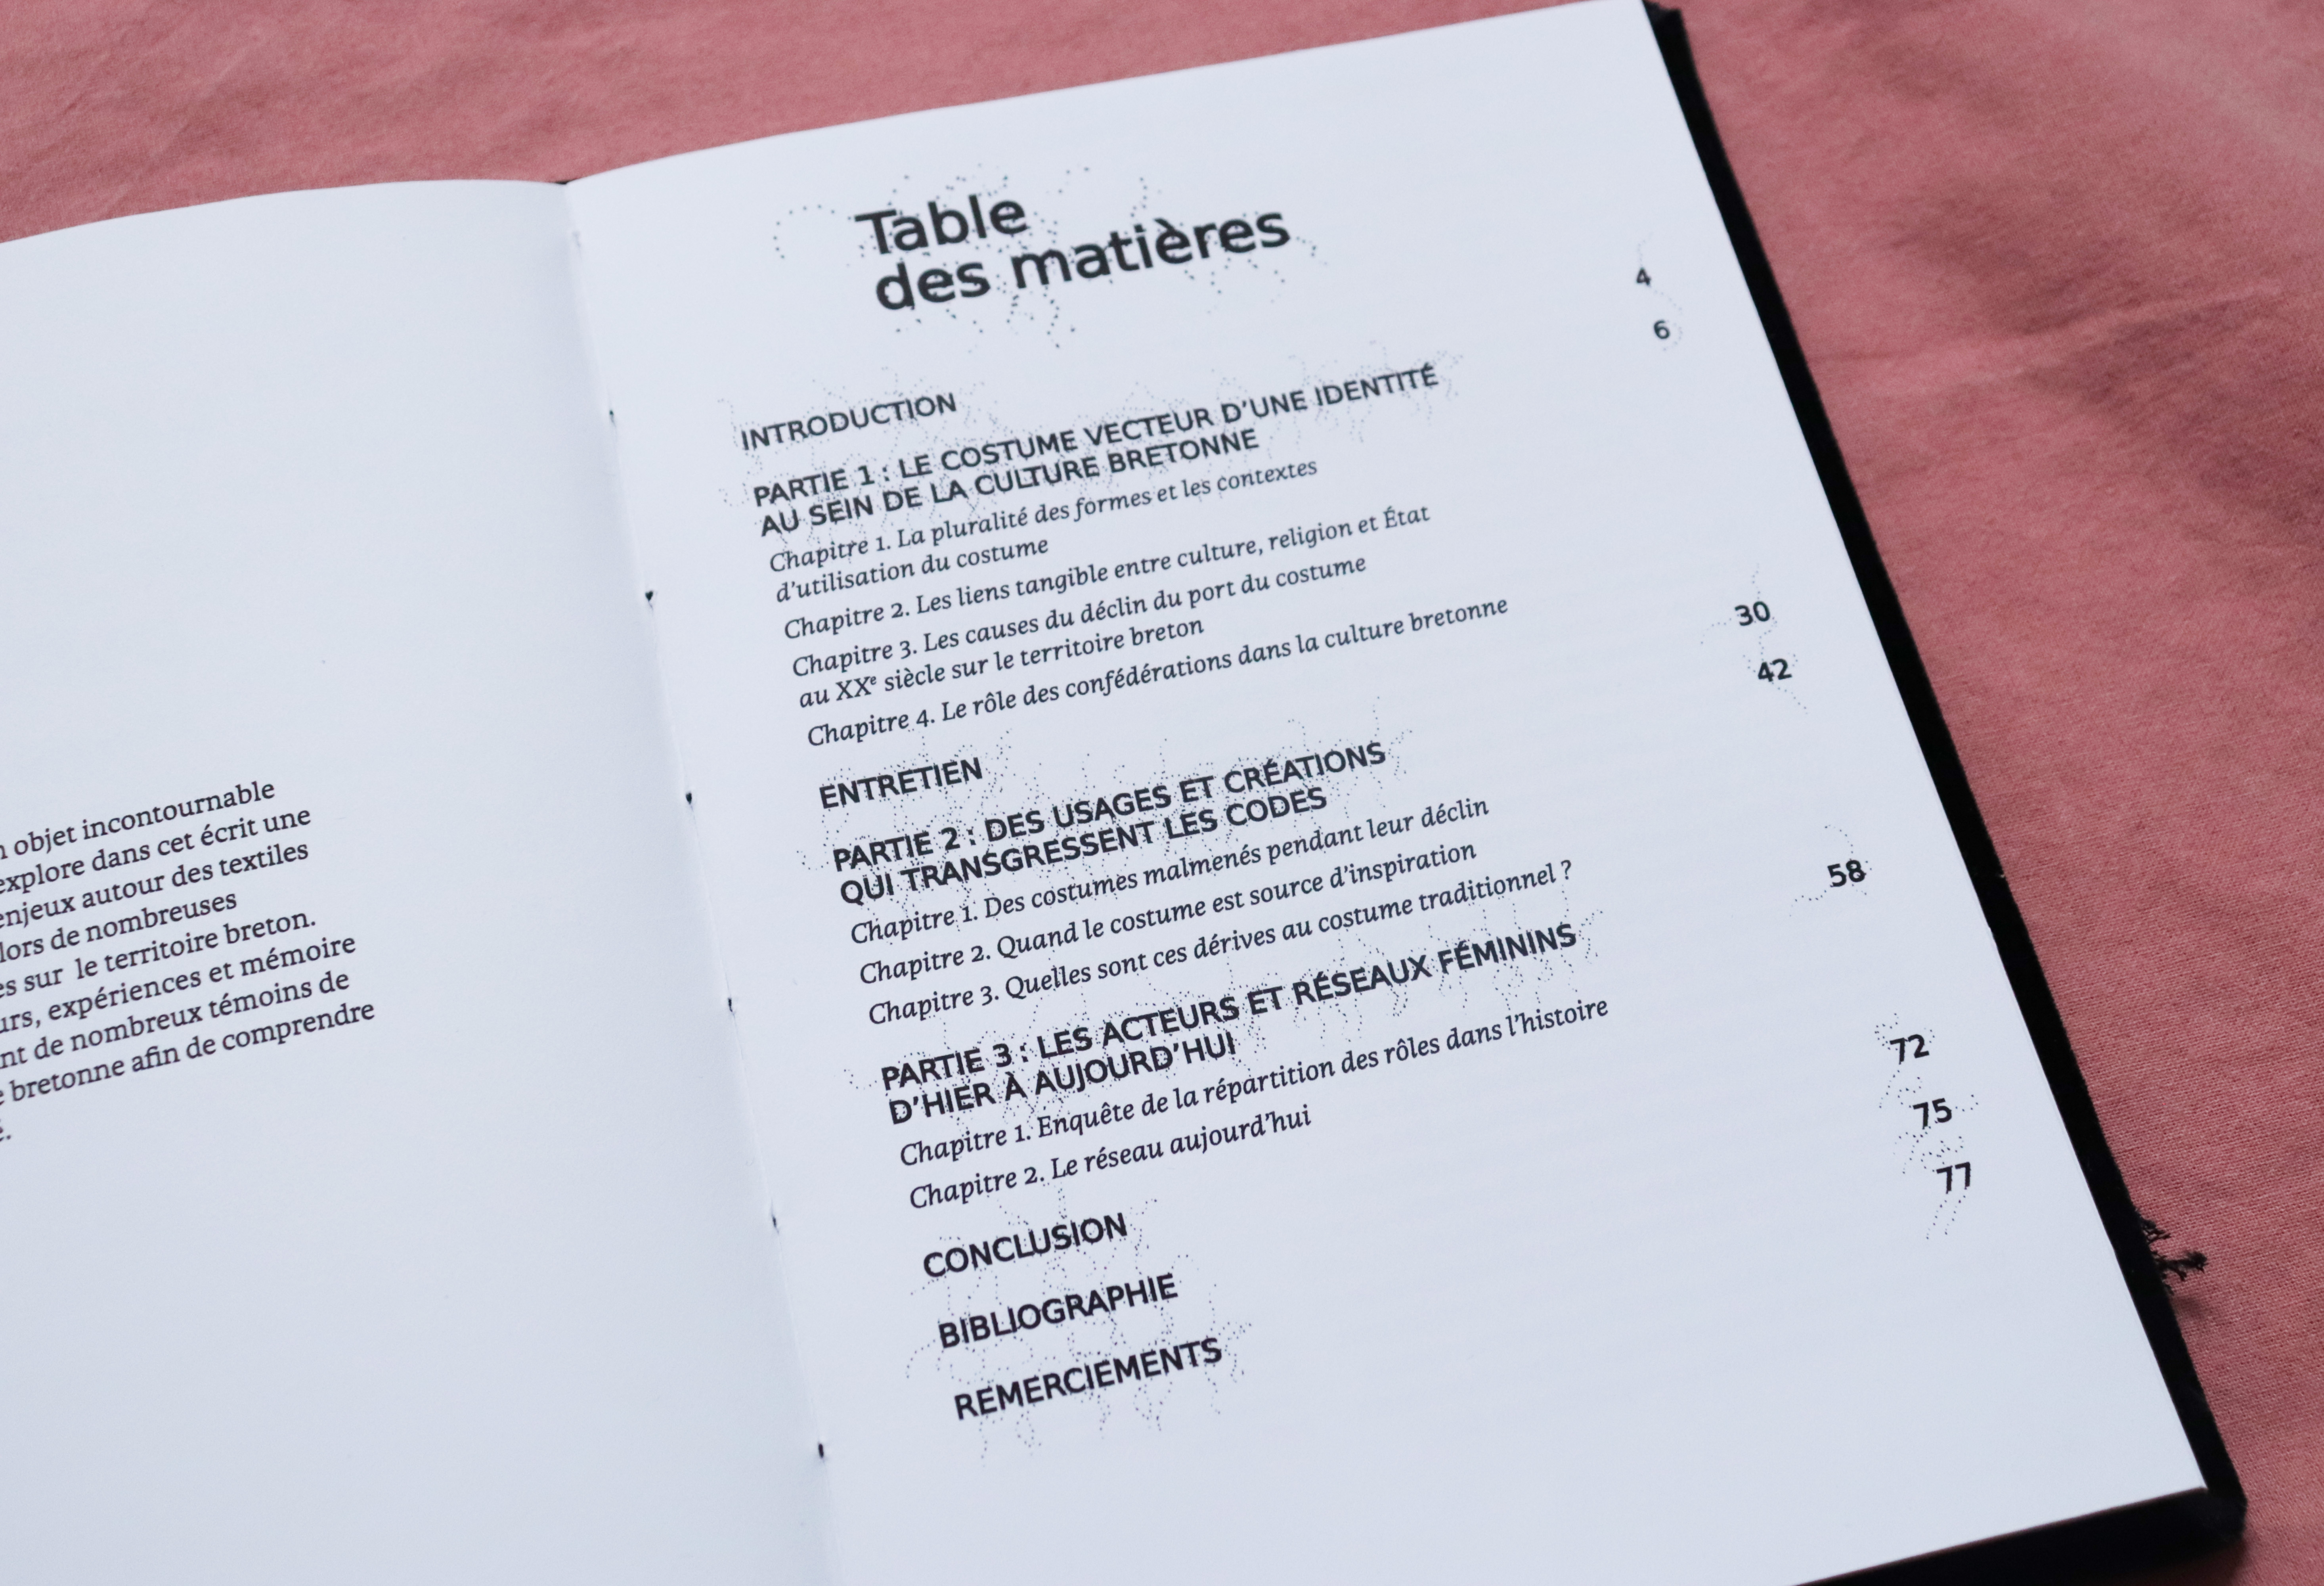 objet incontournable
explore dans cet écrit une
enjeux autour des textiles
lors de nombreuses
sur le territoire breton.
expériences et mémoire
de nombreux témoins de
bretonne afin de comprendre
Table
des matières
INTRODUCTION 4
PARTIE 1 : LE COSTUME VECTEUR D'UNE IDENTITÉ 6
AU SEIN DE LA CULTURE BRETONNE
Chapitre 1. La pluralité des formes et les contextes
d'utilisation du costume
Chapitre 2. Les liens tangible entre culture, religion et État
Chapitre 3. Les causes du déclin du port du costume
au XXe siècle sur le territoire breton
Chapitre 4. Le rôle des confédérations dans la culture bretonne
ENTRETIEN 30
PARTIE 2 : DES USAGES ET CRÉATIONS 42
QUI TRANSGRESSENT LES CODES
Chapitre 1. Des costumes malmenés pendant leur déclin
Chapitre 2. Quand le costume est source d'inspiration
Chapitre 3. Quelles sont ces dérives au costume traditionnel ?
PARTIE 3 : LES ACTEURS ET RÉSEAUX FÉMININS 58
D'HIER À AUJOURD'HUI
Chapitre 1. Enquête de la répartition des rôles dans l'histoire
Chapitre 2. Le réseau aujourd'hui
CONCLUSION 72
BIBLIOGRAPHIE 75
REMERCIEMENTS 77